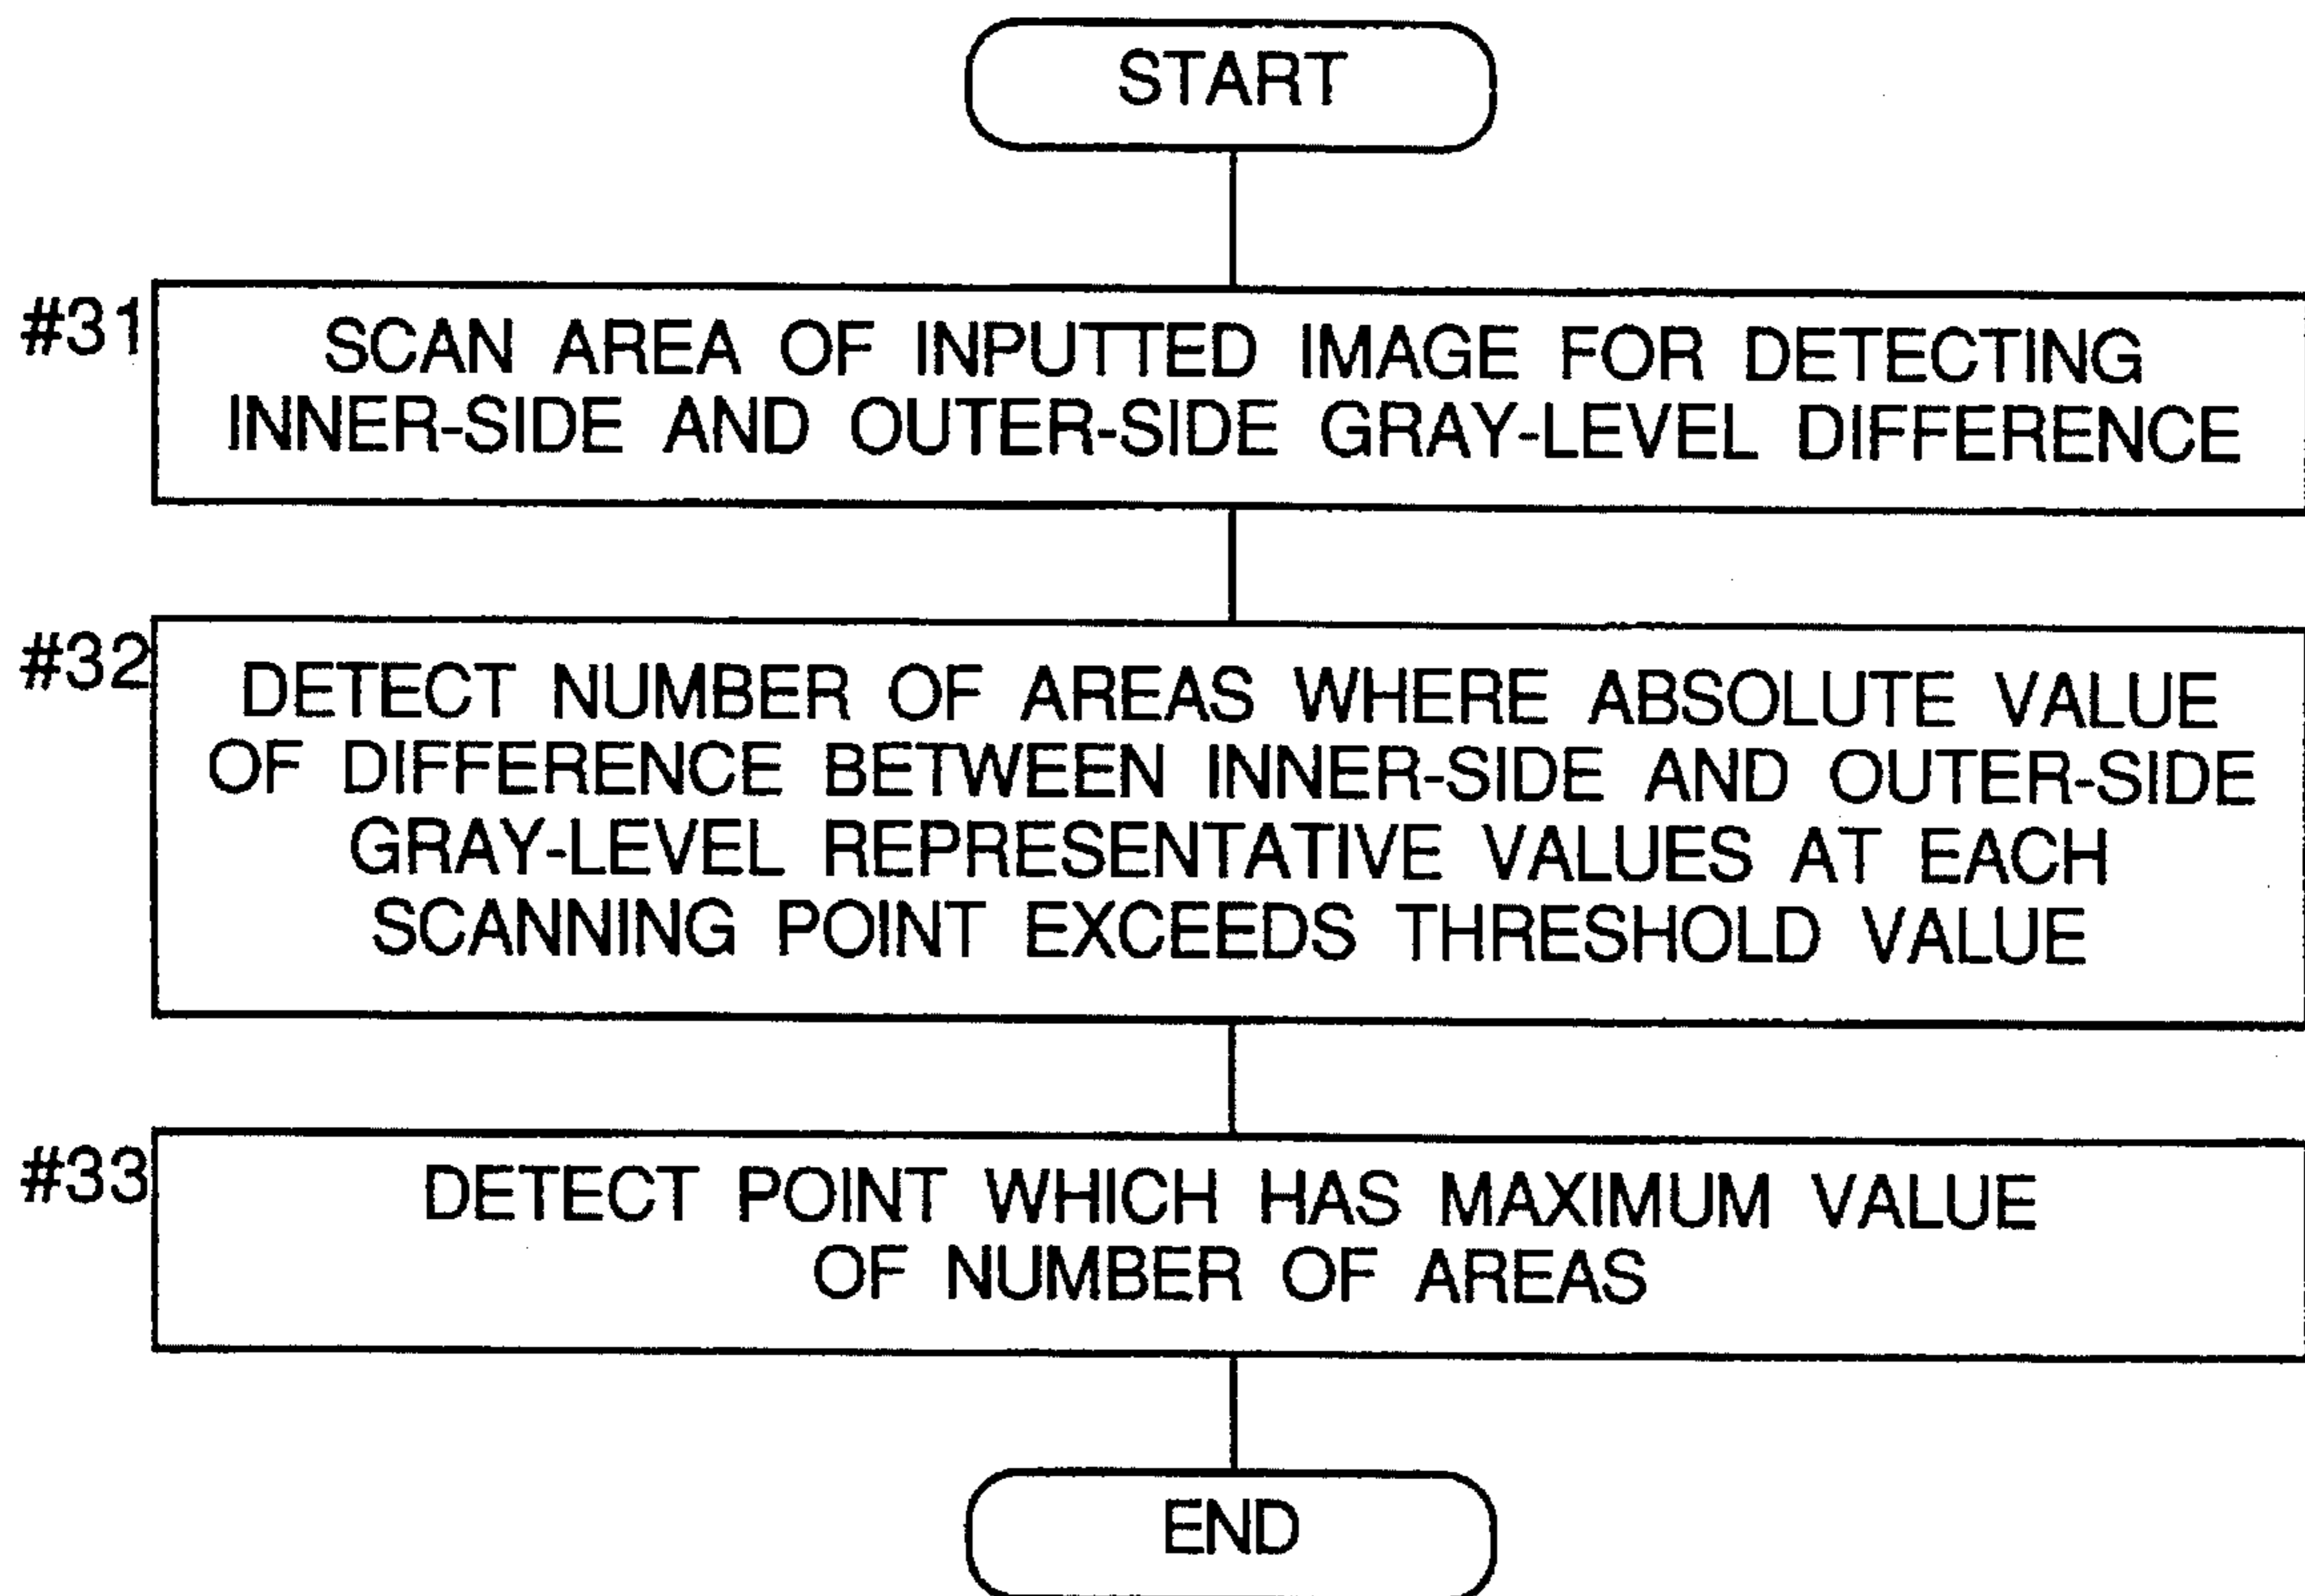 START
#31
SCAN AREA OF INPUTTED IMAGE FOR DETECTING
INNER-SIDE AND OUTER-SIDE GRAY-LEVEL DIFFERENCE
#32
DETECT NUMBER OF AREAS WHERE ABSOLUTE VALUE
OF DIFFERENCE BETWEEN INNER-SIDE AND OUTER-SIDE
GRAY-LEVEL REPRESENTATIVE VALUES AT EACH
SCANNING POINT EXCEEDS THRESHOLD VALUE
#33
DETECT POINT WHICH HAS MAXIMUM VALUE
OF NUMBER OF AREAS
END